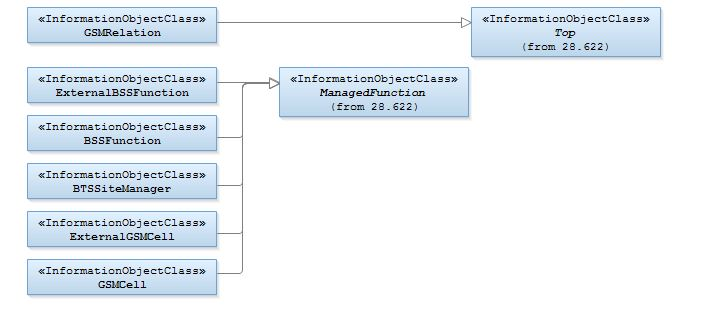 «InformationObjectClass»
GSMRelation
«InformationObjectClass»
Top
(from 28.622)
«InformationObjectClass»
ExternalBSSFunction
«InformationObjectClass»
ManagedFunction
(from 28.622)
«InformationObjectClass»
BSSFunction
«InformationObjectClass»
BTSSiteManager
«InformationObjectClass»
ExternalGSMCell
«InformationObjectClass»
GSMCell